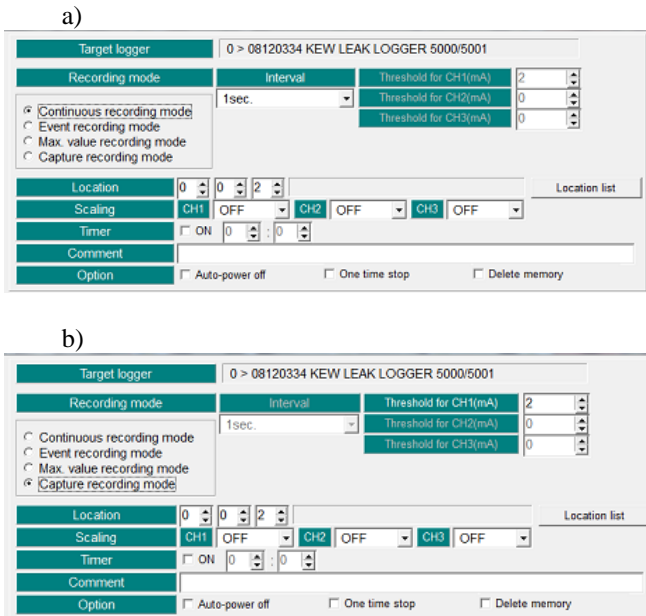 a)
Target logger 0 > 08120334 KEW LEAK LOGGER 5000/5001
Recording mode Interval Threshold for CH1(mA) 2
1sec. Threshold for CH2(mA) 0
Threshold for CH3(mA) 0
Continuous recording mode
Event recording mode
Max. value recording mode
Capture recording mode
Location 0 0 2 Location list
Scaling CH1 OFF CH2 OFF CH3 OFF
Timer ON 0 : 0
Comment
Option Auto-power off One time stop Delete memory
b)
Target logger 0 > 08120334 KEW LEAK LOGGER 5000/5001
Recording mode Interval Threshold for CH1(mA) 2
1sec. Threshold for CH2(mA) 0
Threshold for CH3(mA) 0
Continuous recording mode
Event recording mode
Max. value recording mode
Capture recording mode
Location 0 0 2 Location list
Scaling CH1 OFF CH2 OFF CH3 OFF
Timer ON 0 : 0
Comment
Option Auto-power off One time stop Delete memory